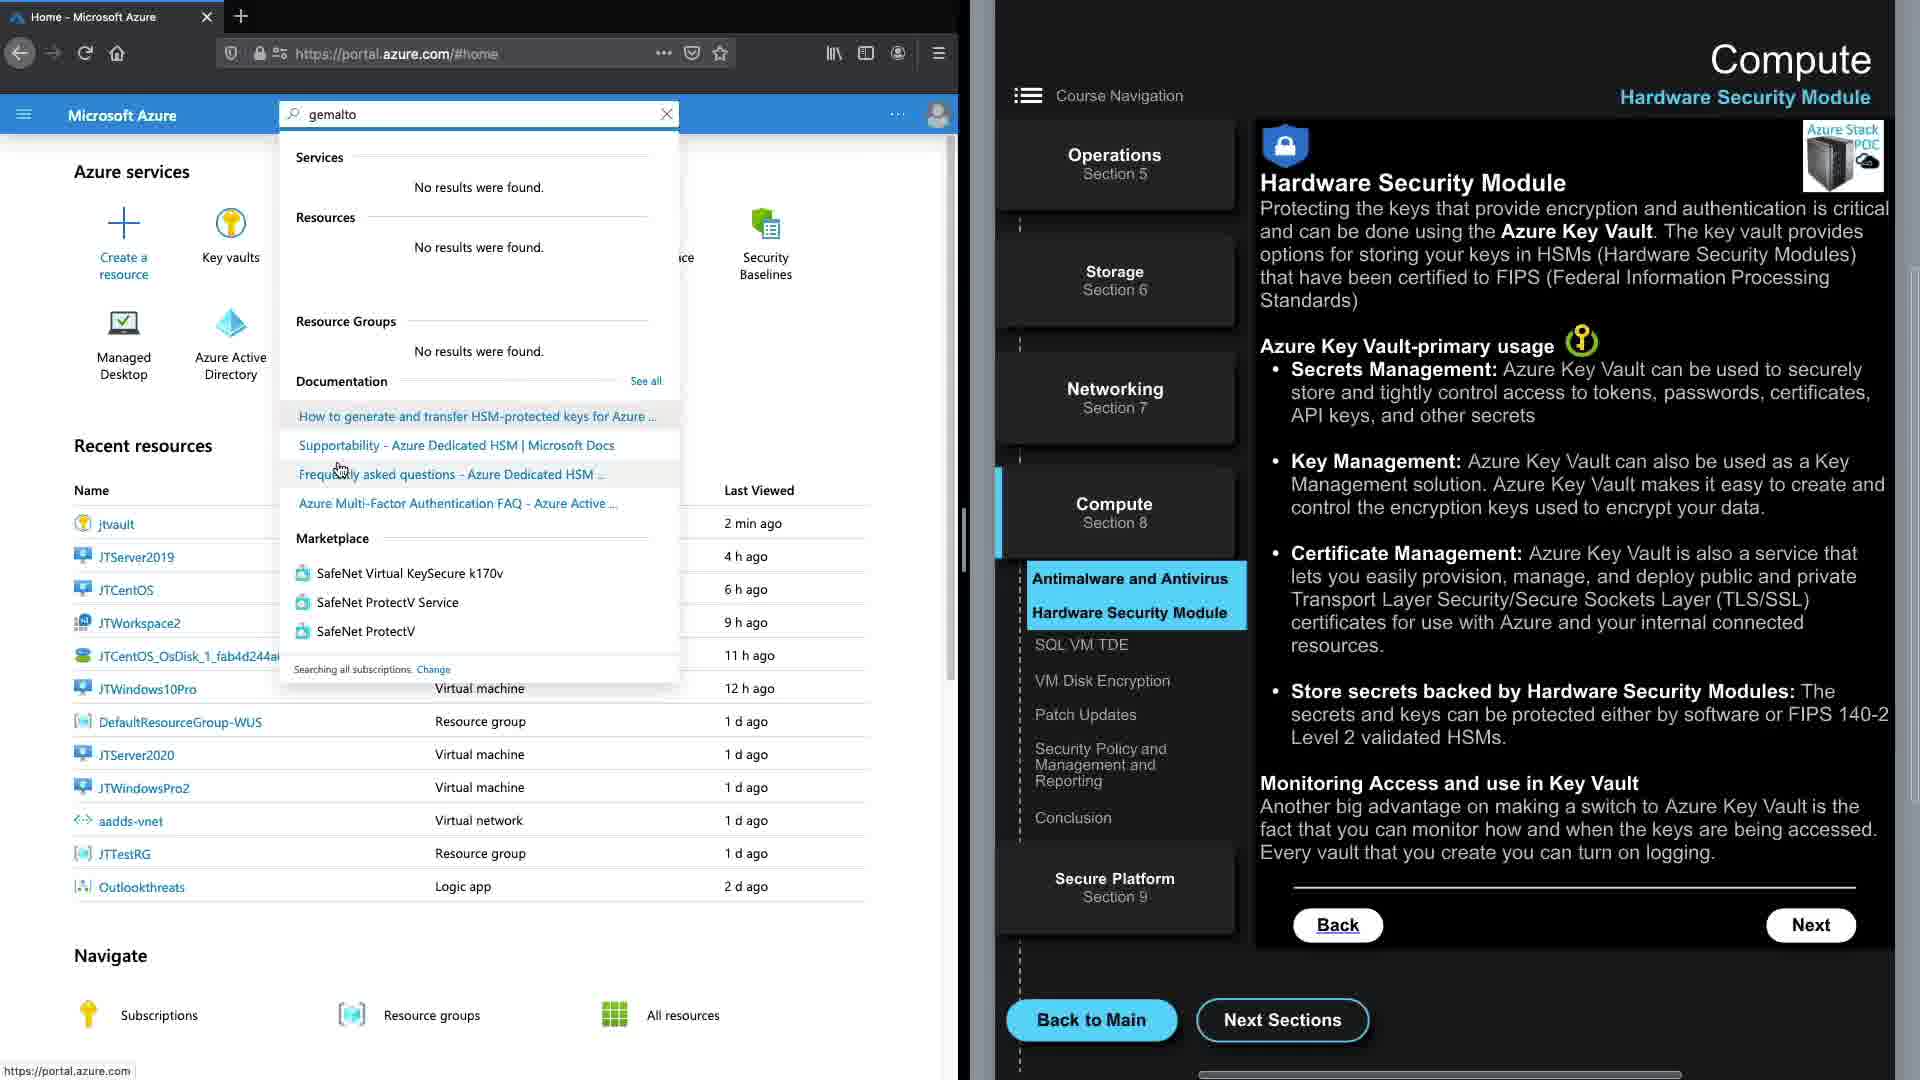 Home - Microsoft Azure
https://portal.azure.com/#home
Microsoft Azure
gemalto
Azure services
Create a
resource
Key vaults
ce
Security
Baselines
Managed
Desktop
Azure Active
Directory
Services
No results were found.
Resources
No results were found.
Resource Groups
No results were found.
Documentation
See all
How to generate and transfer HSM-protected keys for Azure ...
Supportability - Azure Dedicated HSM | Microsoft Docs
Frequently asked questions - Azure Dedicated HSM ...
Azure Multi-Factor Authentication FAQ - Azure Active ...
Marketplace
SafeNet Virtual KeySecure k170v
SafeNet ProtectV Service
SafeNet ProtectV
Searching all subscriptions. Change
Recent resources
Name
Last Viewed
jtvault
2 min ago
JTServer2019
4 h ago
JTCentOS
6 h ago
JTWorkspace2
9 h ago
JTCentOS_OsDisk_1_fab4d244a
11 h ago
JTWindows10Pro
Virtual machine
12 h ago
DefaultResourceGroup-WUS
Resource group
1 d ago
JTServer2020
Virtual machine
1 d ago
JTWindowsPro2
Virtual machine
1 d ago
aadds-vnet
Virtual network
1 d ago
JTTestRG
Resource group
1 d ago
Outlookthreats
Logic app
2 d ago
Navigate
Subscriptions
Resource groups
All resources
https://portal.azure.com
Compute
Hardware Security Module
Course Navigation
Operations
Section 5
Storage
Section 6
Networking
Section 7
Compute
Section 8
Antimalware and Antivirus
Hardware Security Module
SQL VM TDE
VM Disk Encryption
Patch Updates
Security Policy and
Management and
Reporting
Conclusion
Secure Platform
Section 9
Azure Stack
POC
Hardware Security Module
Protecting the keys that provide encryption and authentication is critical
and can be done using the Azure Key Vault. The key vault provides
options for storing your keys in HSMs (Hardware Security Modules)
that have been certified to FIPS (Federal Information Processing
Standards)
Azure Key Vault-primary usage
• Secrets Management: Azure Key Vault can be used to securely
store and tightly control access to tokens, passwords, certificates,
API keys, and other secrets
• Key Management: Azure Key Vault can also be used as a Key
Management solution. Azure Key Vault makes it easy to create and
control the encryption keys used to encrypt your data.
• Certificate Management: Azure Key Vault is also a service that
lets you easily provision, manage, and deploy public and private
Transport Layer Security/Secure Sockets Layer (TLS/SSL)
certificates for use with Azure and your internal connected
resources.
• Store secrets backed by Hardware Security Modules: The
secrets and keys can be protected either by software or FIPS 140-2
Level 2 validated HSMs.
Monitoring Access and use in Key Vault
Another big advantage on making a switch to Azure Key Vault is the
fact that you can monitor how and when the keys are being accessed.
Every vault that you create you can turn on logging.
Back
Next
Back to Main
Next Sections